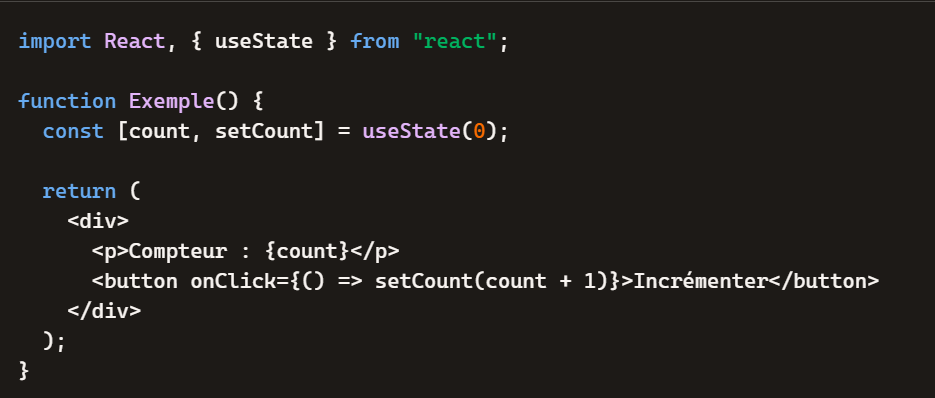 import React, { useState } from "react";

function Exemple() {
  const [count, setCount] = useState(0);

  return (
    <div>
      <p>Compteur : {count}</p>
      <button onClick={() => setCount(count + 1)}>Incrémenter</button>
    </div>
  );
}